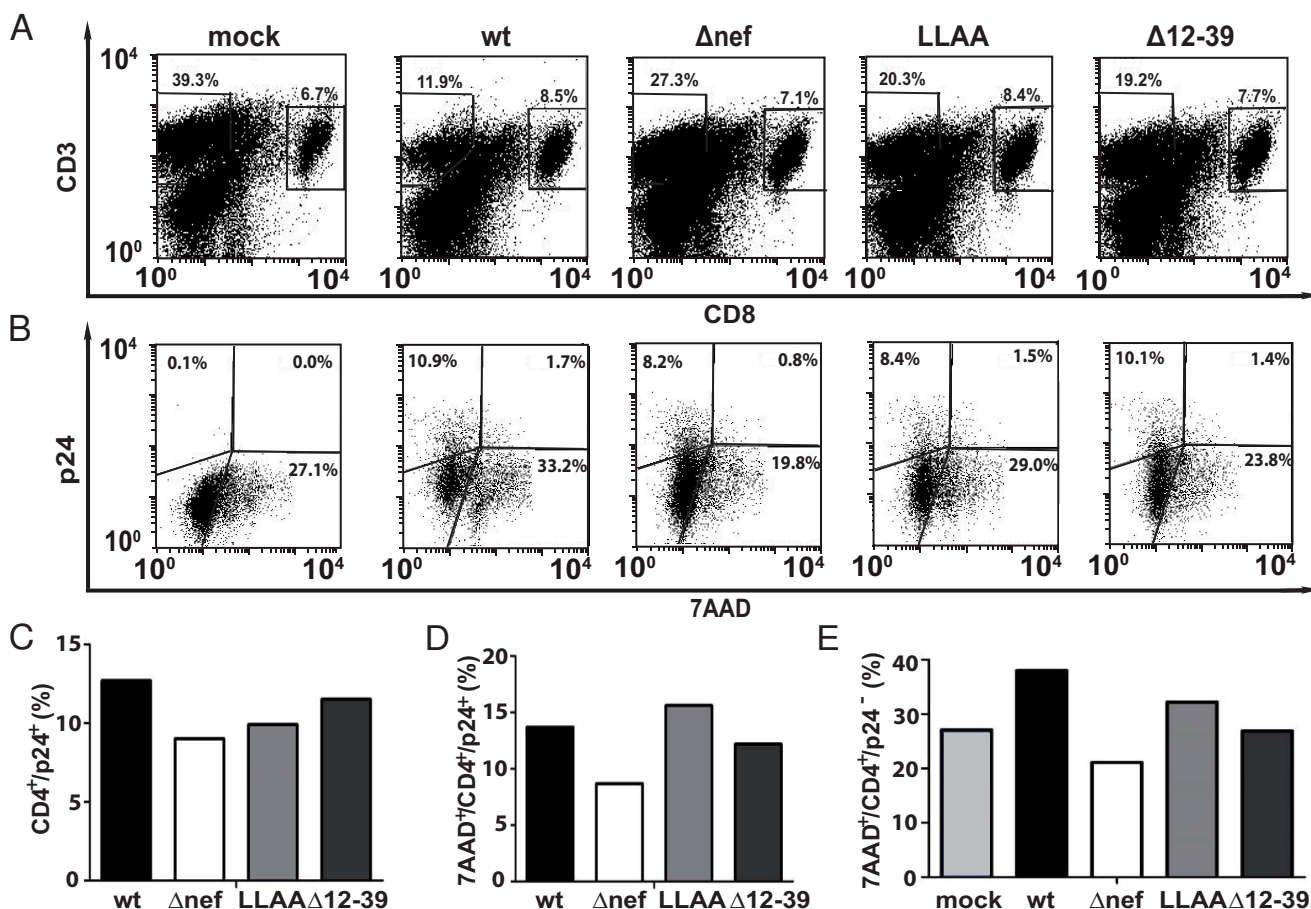 A
mock wt Δnef LLAA Δ12-39
CD3
10⁴
10⁰
39.3% 6.7%
11.9% 8.5%
27.3% 7.1%
20.3% 8.4%
19.2% 7.7%
10⁰ 10⁴ 10⁰ 10⁴ 10⁰ 10⁴ 10⁰ 10⁴ 10⁰ 10⁴
CD8
B
p24
10⁴
10⁰
0.1% 0.0%
27.1%
10.9% 1.7%
33.2%
8.2% 0.8%
19.8%
8.4% 1.5%
29.0%
10.1% 1.4%
23.8%
10⁰ 10⁴ 10⁰ 10⁴ 10⁰ 10⁴ 10⁰ 10⁴ 10⁰ 10⁴
7AAD
C
CD4⁺/p24⁺ (%)
15
10
5
0
wt Δnef LLAA Δ12-39
D
7AAD⁺/CD4⁺/p24⁺ (%)
20
15
10
5
0
wt Δnef LLAA Δ12-39
E
7AAD⁺/CD4⁺/p24⁻ (%)
40
30
20
10
0
mock wt Δnef LLAA Δ12-39